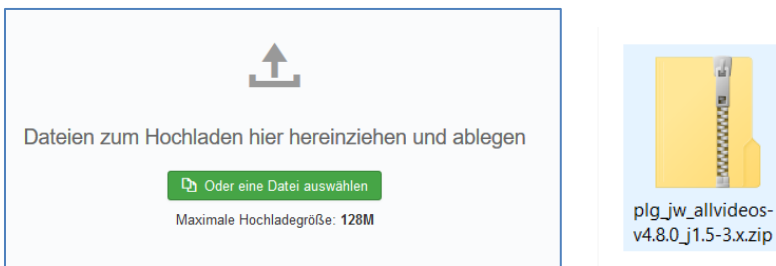 Dateien zum Hochladen hier hereinziehen und ablegen
Oder eine Datei auswählen
Maximale Hochladegröße: 128M
plg_jw_allvideos-
v4.8.0_j1.5-3.x.zip